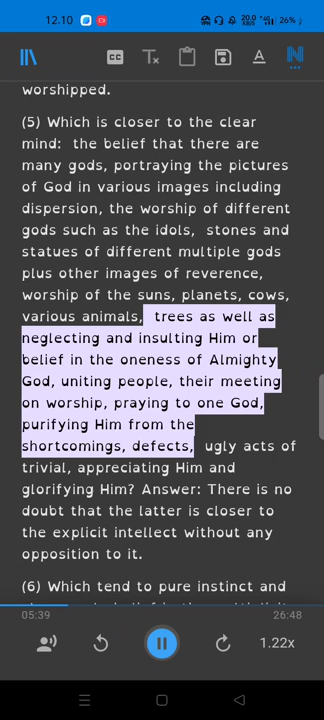 12.10
20.0
KB/S
26%
CC
worshipped.
(5) Which is closer to the clear
mind:  the belief that there are
many gods, portraying the pictures
of God in various images including
dispersion, the worship of different
gods such as the idols,  stones and
statues of different multiple gods
plus other images of reverence,
worship of the suns, planets, cows,
various animals,  trees as well as
neglecting and insulting Him or
belief in the oneness of Almighty
God, uniting people, their meeting
on worship, praying to one God,
purifying Him from the
shortcomings, defects,  ugly acts of
trivial, appreciating Him and
glorifying Him? Answer: There is no
doubt that the latter is closer to
the explicit intellect without any
opposition to it.
(6) Which tend to pure instinct and
05:39
26:48
1.22x